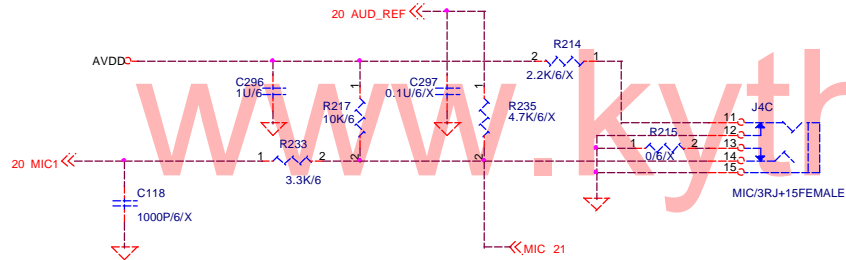 20 AUD_REF
R214
AVDD
2 1
2.2K/6/X
C296
1U/6
C297
0.1U/6/X
1
R217
10K/6
2
1
R235
4.7K/6/X
2
J4C
11
12
13
14
15
R215
1 2
0/6/X
R233
20 MIC1
1 2
3.3K/6
C118
1000P/6/X
MIC/3RJ+15FEMALE
MIC 21
www.kyth